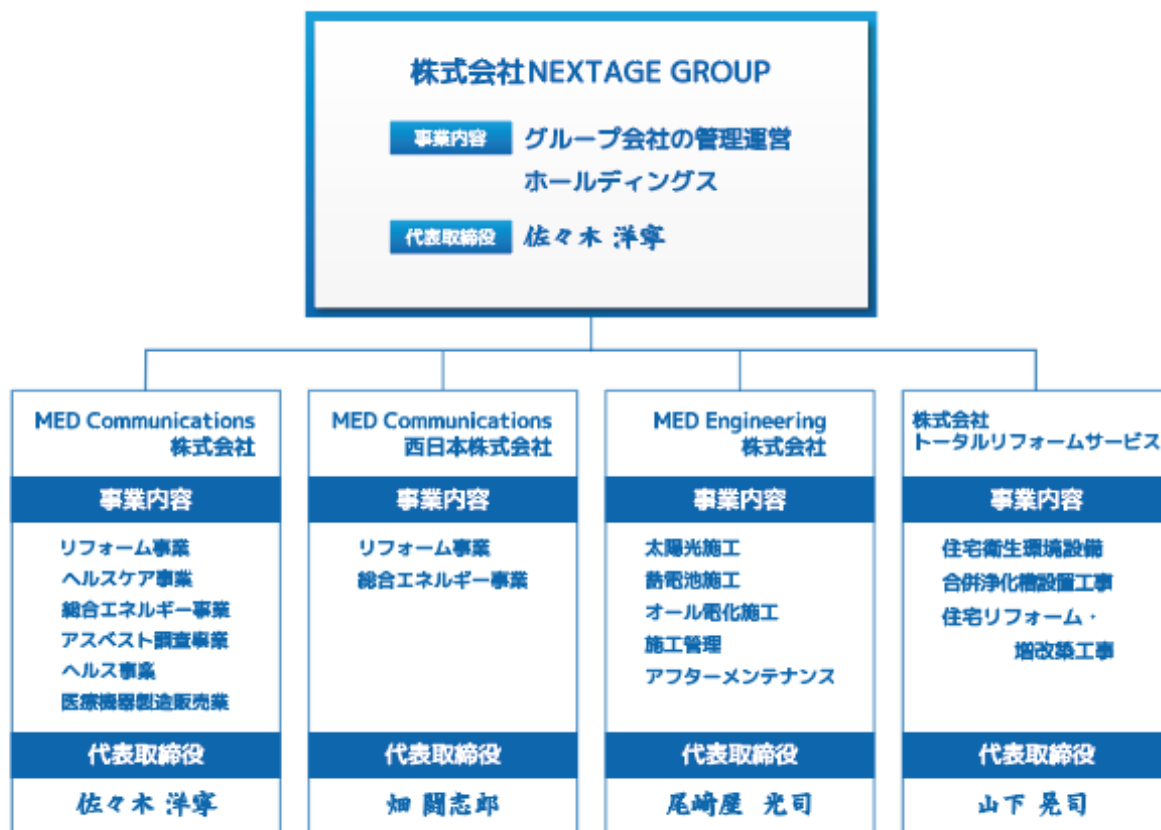 株式会社NEXTAGE GROUP
事業内容 グループ会社の管理運営
ホールディングス
代表取締役 佐々木 洋寧
MED Communications
株式会社
事業内容
リフォーム事業
ヘルスケア事業
総合エネルギー事業
アスベスト調査事業
ヘルス事業
医療機器製造販売業
代表取締役
佐々木 洋寧
MED Communications
西日本株式会社
事業内容
リフォーム事業
総合エネルギー事業
代表取締役
畑 闘志郎
MED Engineering
株式会社
事業内容
太陽光施工
蓄電池施工
オール電化施工
施工管理
アフターメンテナンス
代表取締役
尾崎屋 光司
株式会社
トータルリフォームサービス
事業内容
住宅衛生環境設備
合併浄化槽設置工事
住宅リフォーム・
増改築工事
代表取締役
山下 晃司